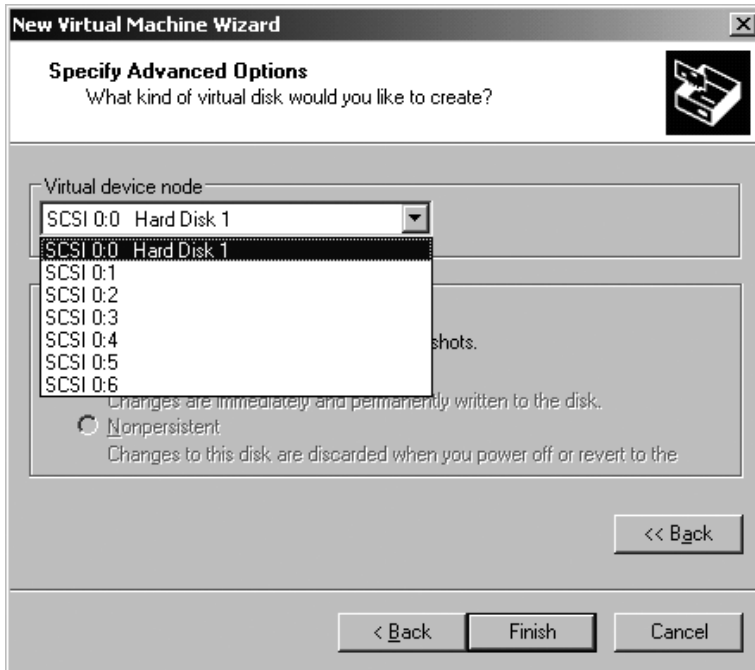 New Virtual Machine Wizard
Specify Advanced Options
What kind of virtual disk would you like to create?
Virtual device node
SCSI 0:0   Hard Disk 1
SCSI 0:0   Hard Disk 1
SCSI 0:1
SCSI 0:2
SCSI 0:3
SCSI 0:4
shots.
SCSI 0:5
SCSI 0:6
Changes are immediately and permanently written to the disk.
Nonpersistent
Changes to this disk are discarded when you power off or revert to the
<< Back
< Back
Finish
Cancel